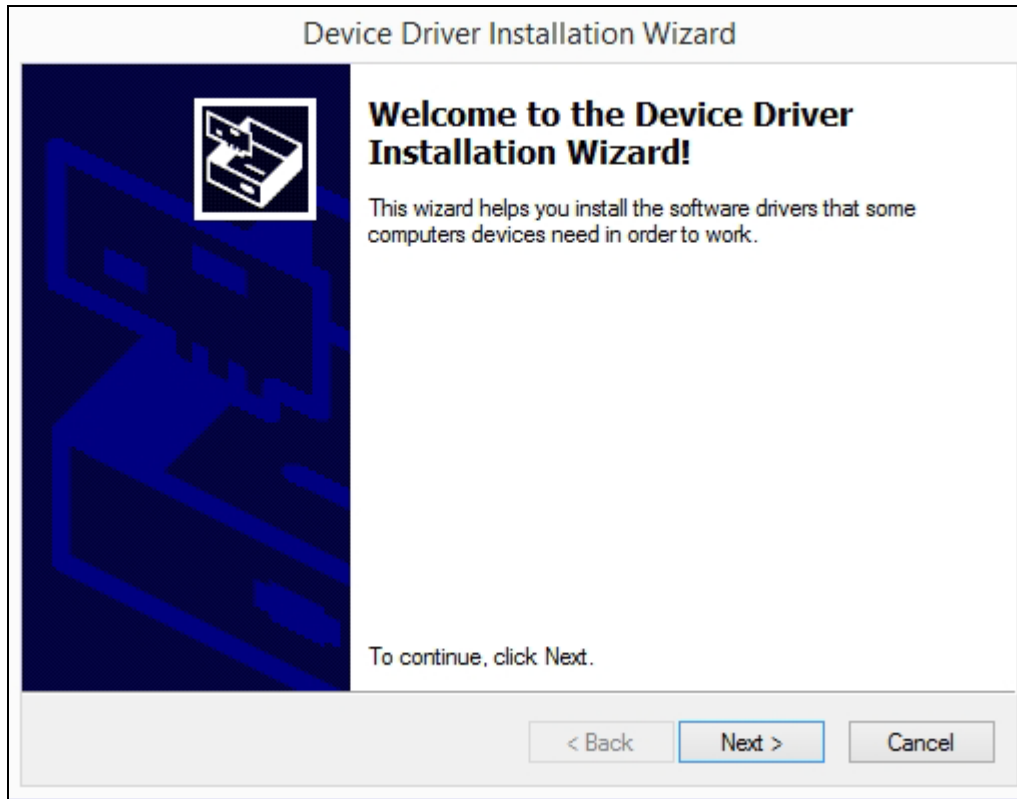 Device Driver Installation Wizard
Welcome to the Device Driver
Installation Wizard!
This wizard helps you install the software drivers that some
computers devices need in order to work.
To continue, click Next.
< Back
Next >
Cancel